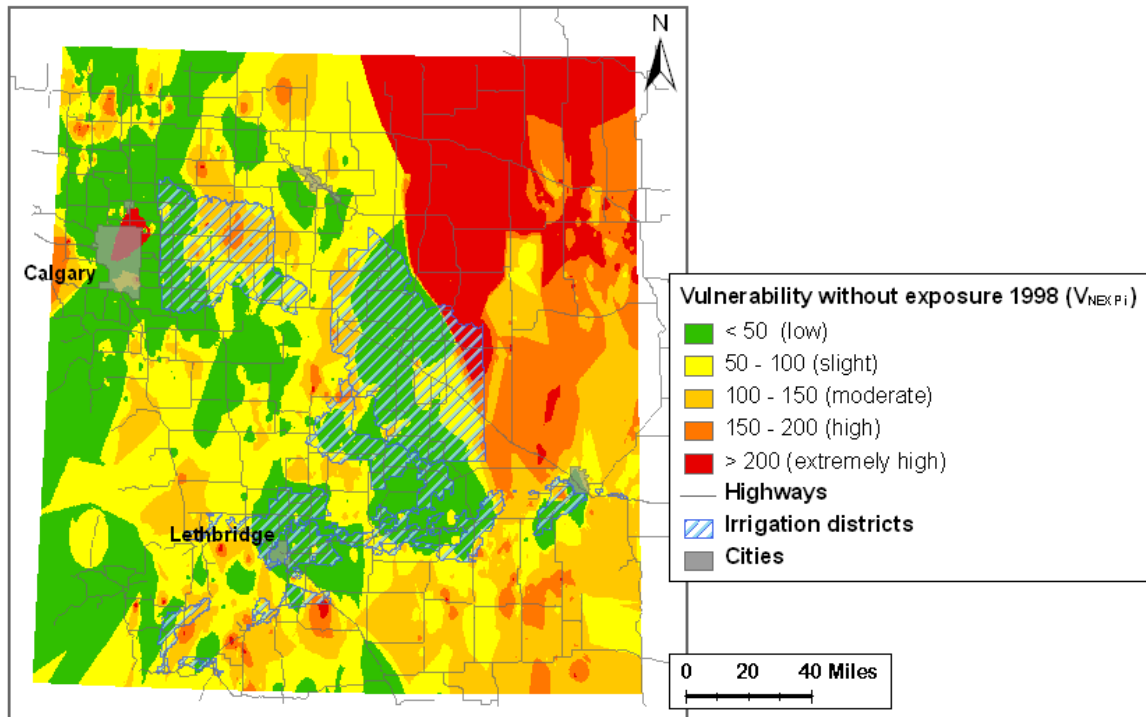 N
Calgary
Lethbridge
Vulnerability without exposure 1998 (VNEXPi)
< 50 (low)
50 - 100 (slight)
100 - 150 (moderate)
150 - 200 (high)
> 200 (extremely high)
Highways
Irrigation districts
Cities
0 20 40 Miles